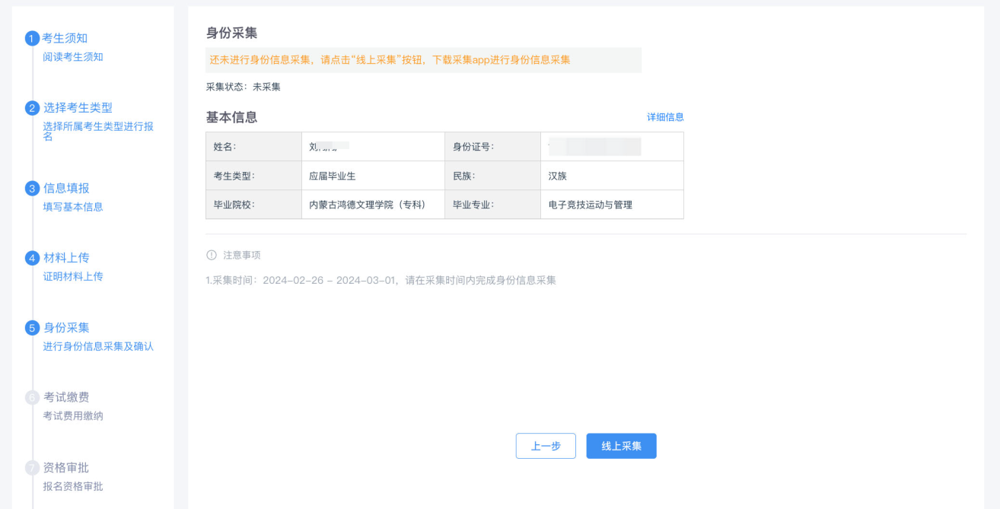 1 考生须知
阅读考生须知
2 选择考生类型
选择所属考生类型进行报
名
3 信息填报
填写基本信息
4 材料上传
证明材料上传
5 身份采集
进行身份信息采集及确认
6 考试缴费
考试费用缴纳
7 资格审批
报名资格审批
身份采集
还未进行身份信息采集，请点击“线上采集”按钮，下载采集app进行身份信息采集
采集状态：未采集
基本信息 详细信息
姓名： 刘 身份证号：
考生类型： 应届毕业生 民族： 汉族
毕业院校： 内蒙古鸿德文理学院（专科） 毕业专业： 电子竞技运动与管理
注意事项
1.采集时间：2024-02-26 - 2024-03-01，请在采集时间内完成身份信息采集
上一步 线上采集